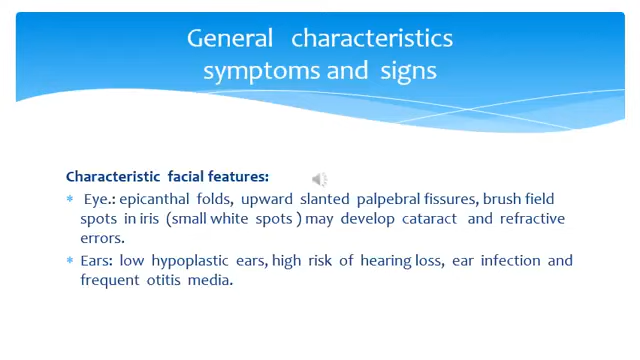 General characteristics
symptoms and signs
Characteristic facial features:
* Eye.: epicanthal folds, upward slanted palpebral fissures, brush field
spots in iris (small white spots ) may develop cataract and refractive
errors.
* Ears: low hypoplastic ears, high risk of hearing loss, ear infection and
frequent otitis media.